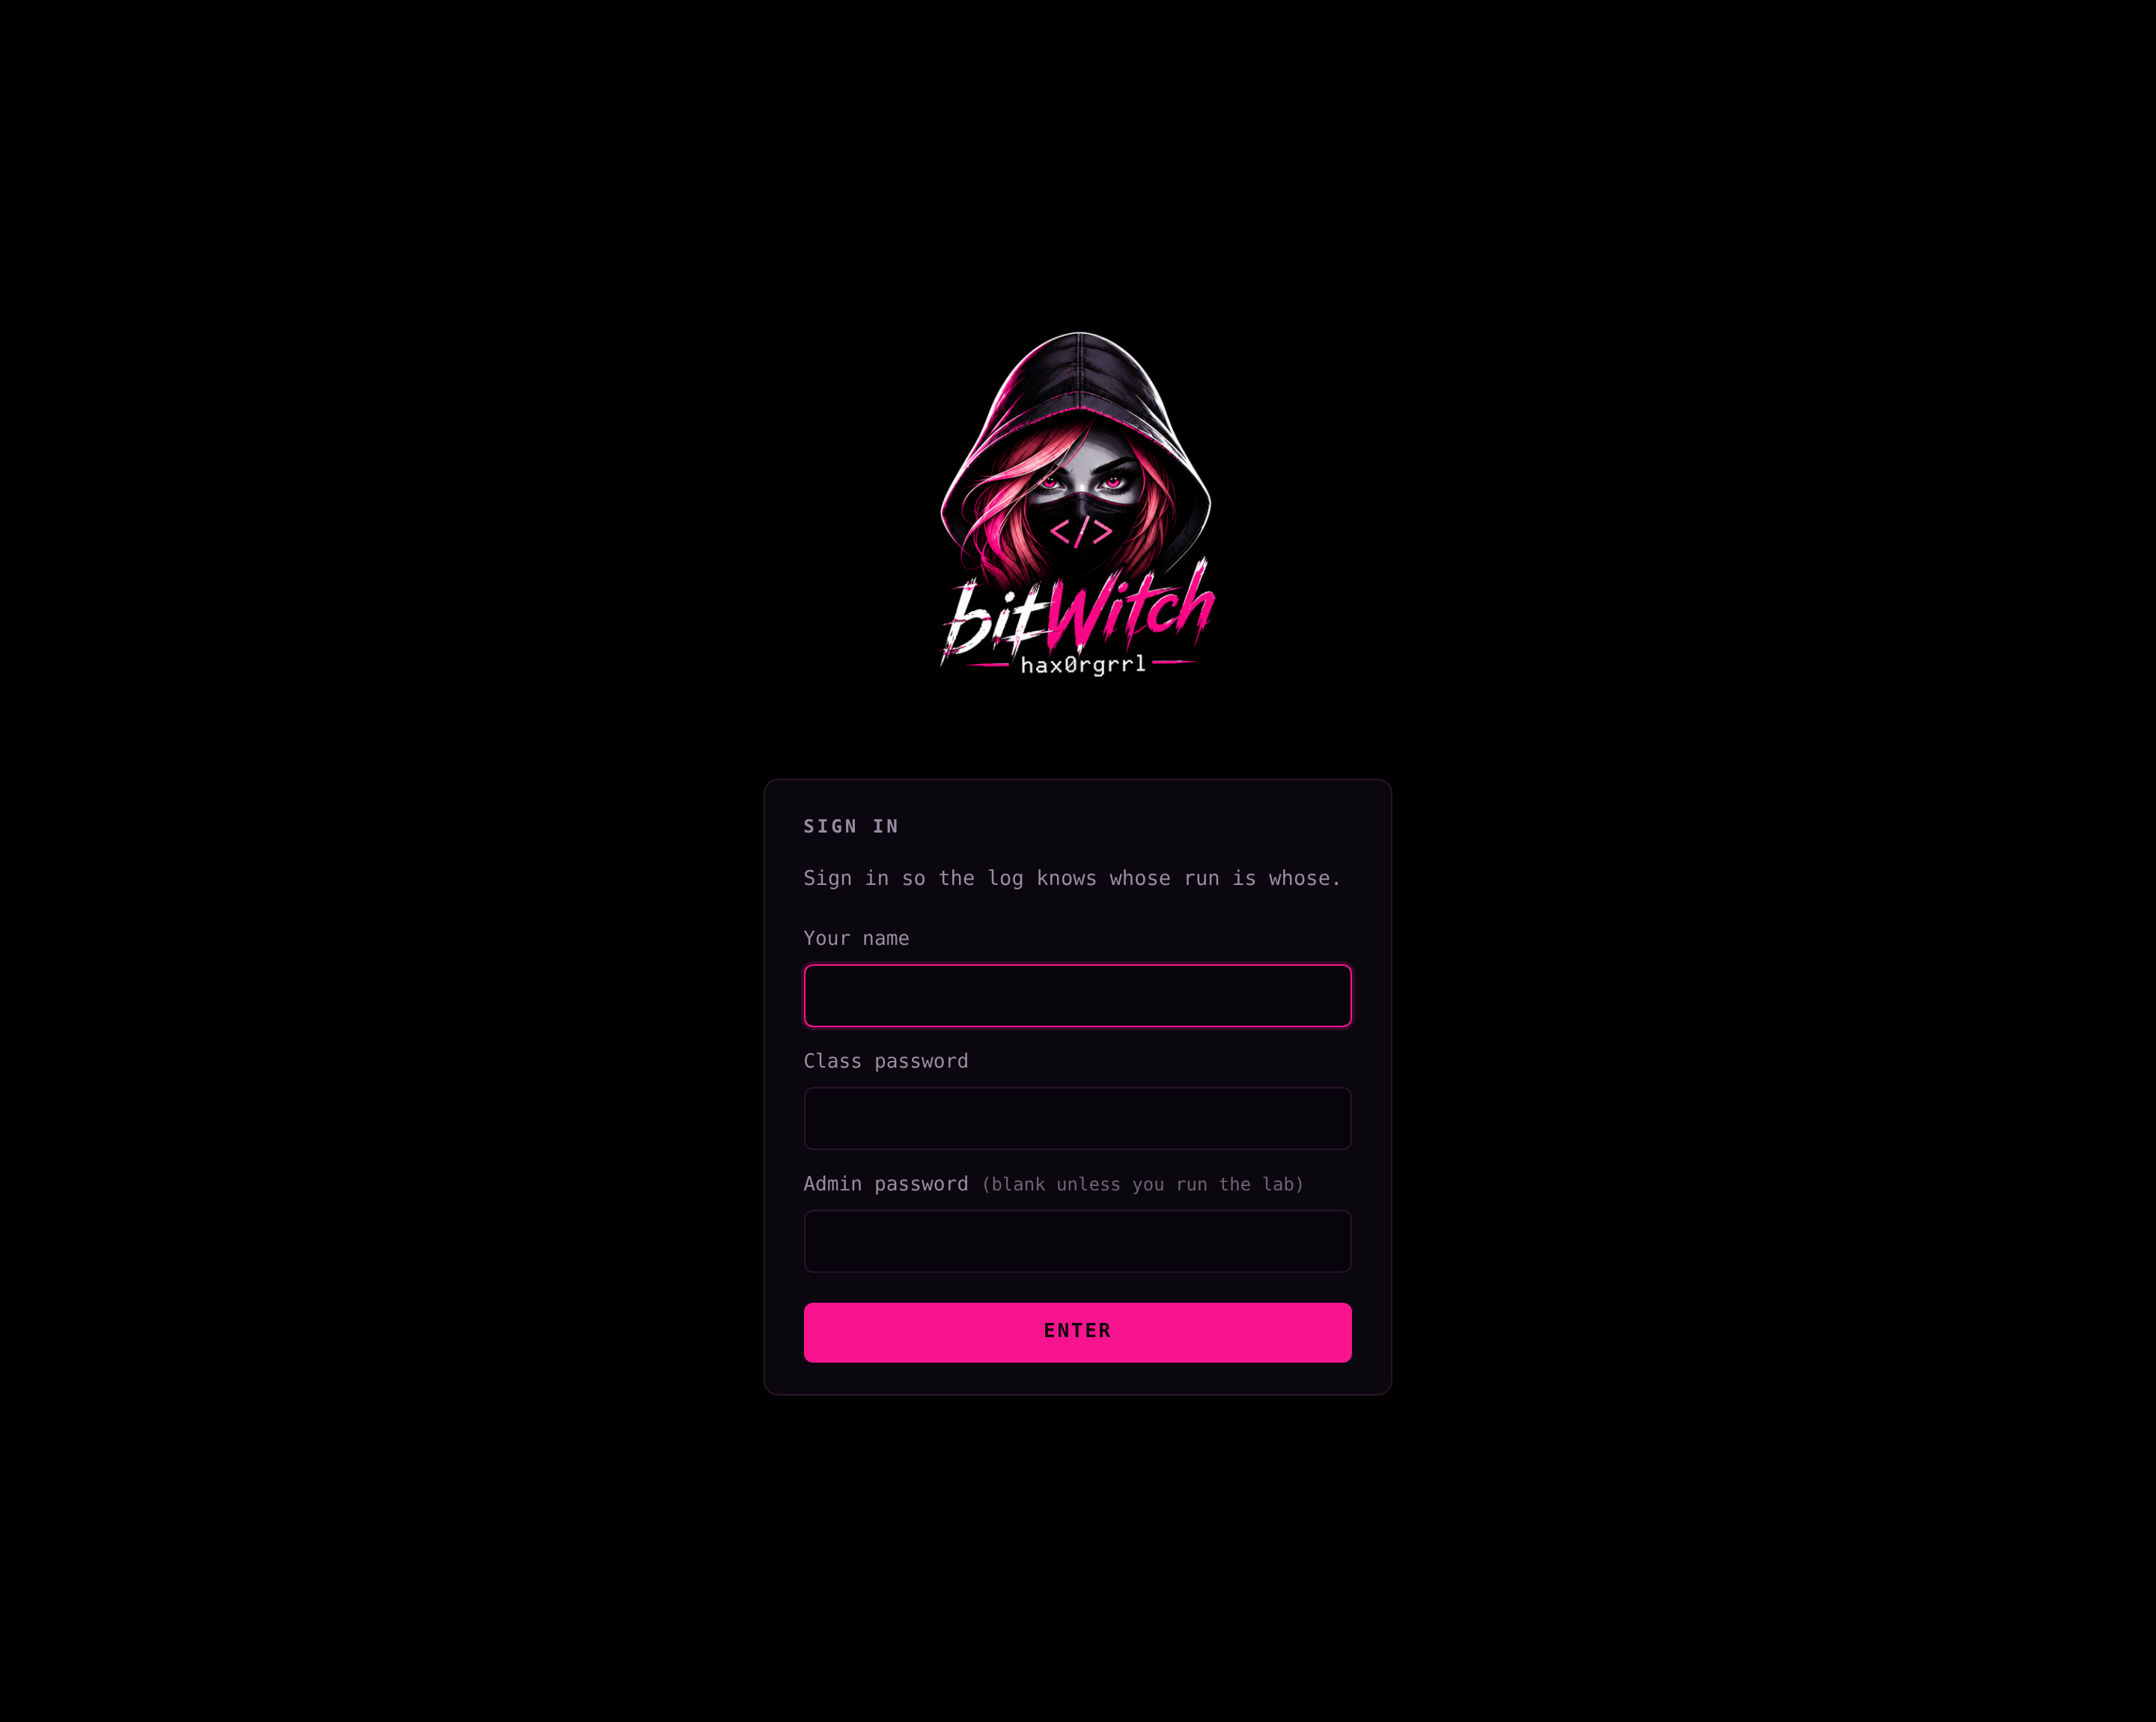 </>
bitWitch
hax0rgrrl
SIGN IN
Sign in so the log knows whose run is whose.
Your name
Class password
Admin password (blank unless you run the lab)
ENTER